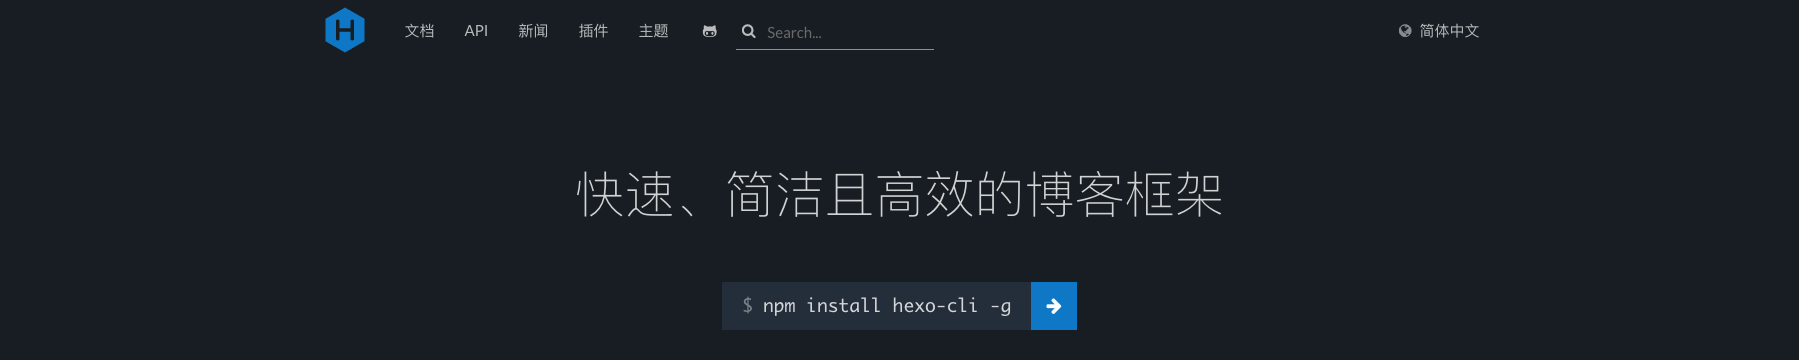 H 文档 API 新闻 插件 主题 Search... 简体中文
快速、简洁且高效的博客框架
$ npm install hexo-cli -g